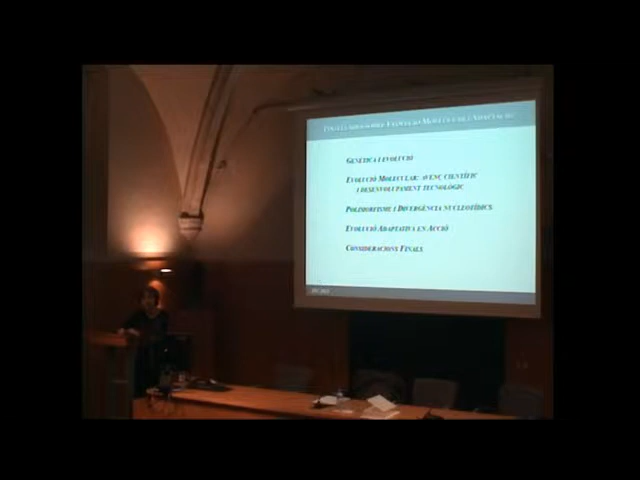 GENÈTICA I EVOLUCIÓ
EVOLUCIÓ MOLECULAR: AVENÇ CIENTÍFIC
I DESENVOLUPAMENT TECNOLÒGIC
POLIMORFISME I DIVERGÈNCIA NUCLEOTÍDICS
EVOLUCIÓ ADAPTATIVA EN ACCIÓ
CONSIDERACIONS FINALS